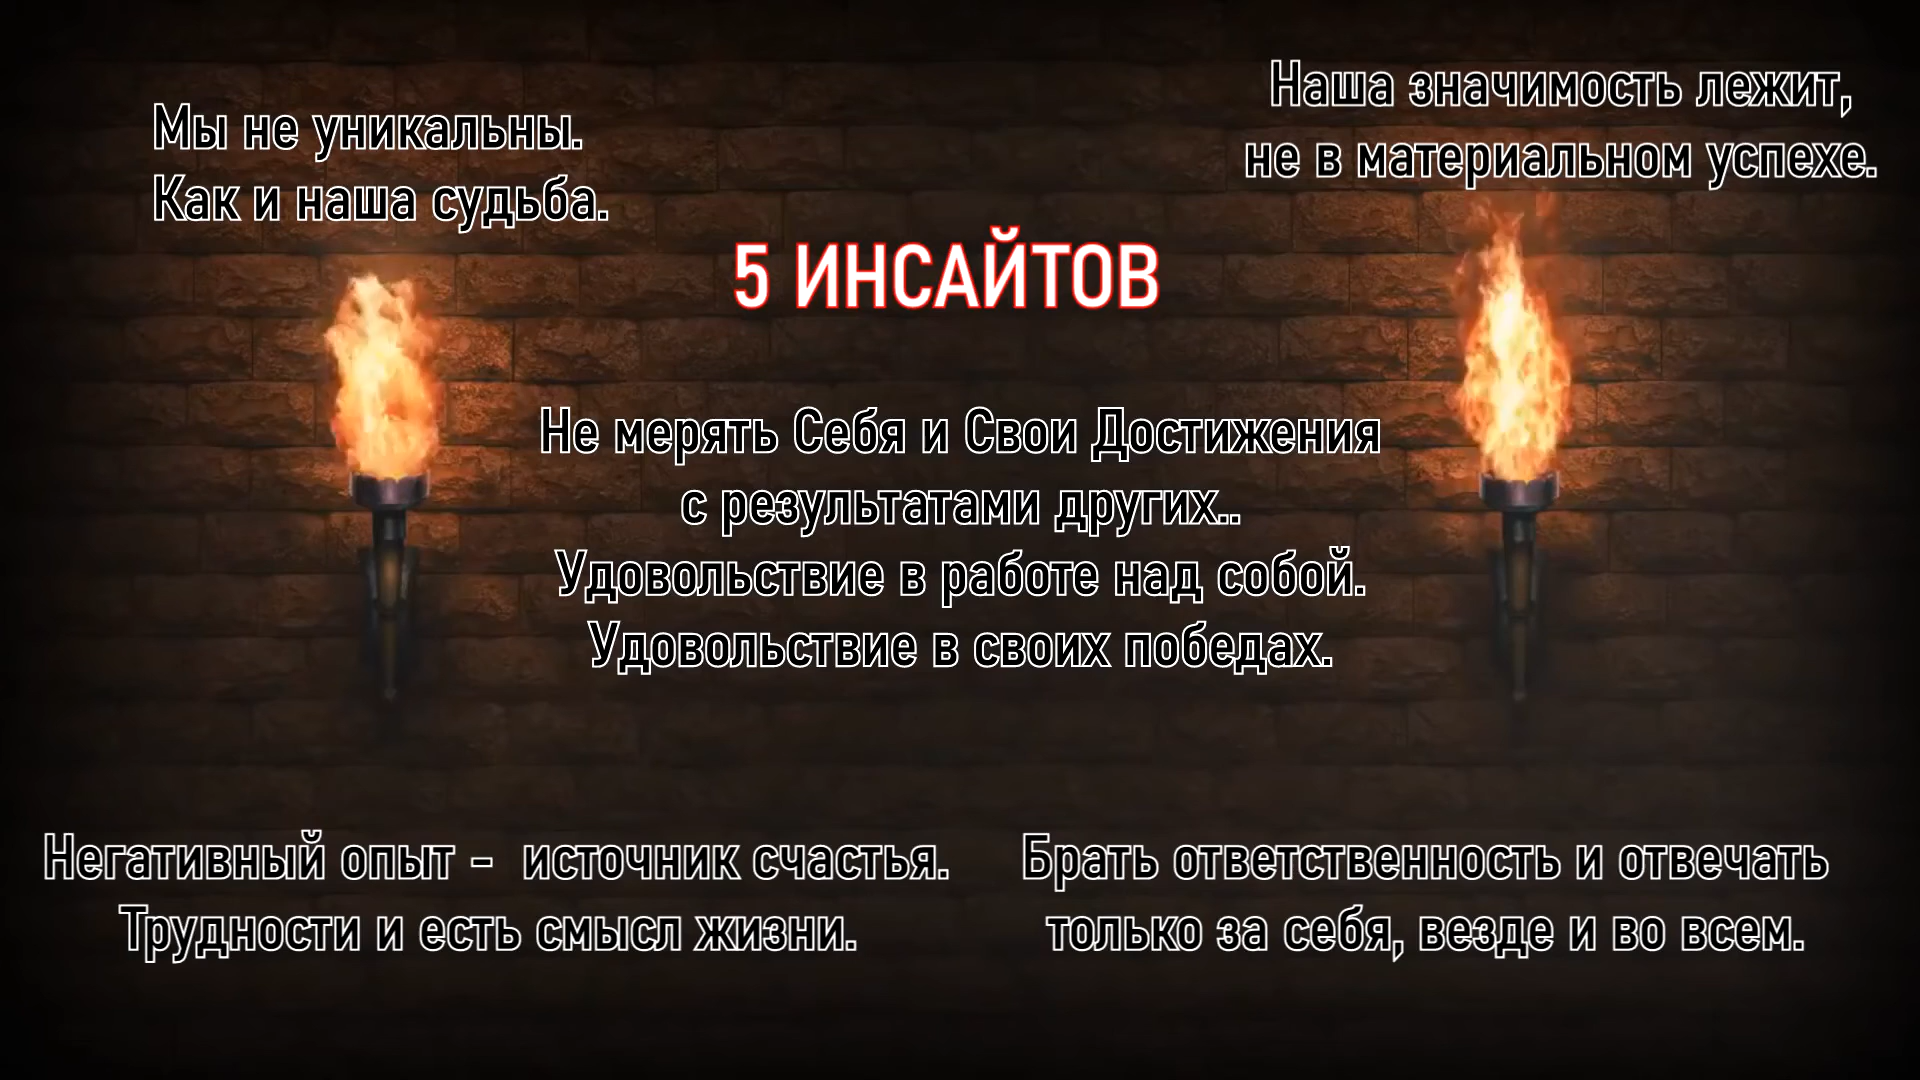 Мы не уникальны.
Как и наша судьба.
Наша значимость лежит,
не в материальном успехе.
5 ИНСАЙТОВ
Не мерять Себя и Свои Достижения
с результатами других..
Удовольствие в работе над собой.
Удовольствие в своих победах.
Негативный опыт -  источник счастья.
Трудности и есть смысл жизни.
Брать ответственность и отвечать
только за себя, везде и во всем.